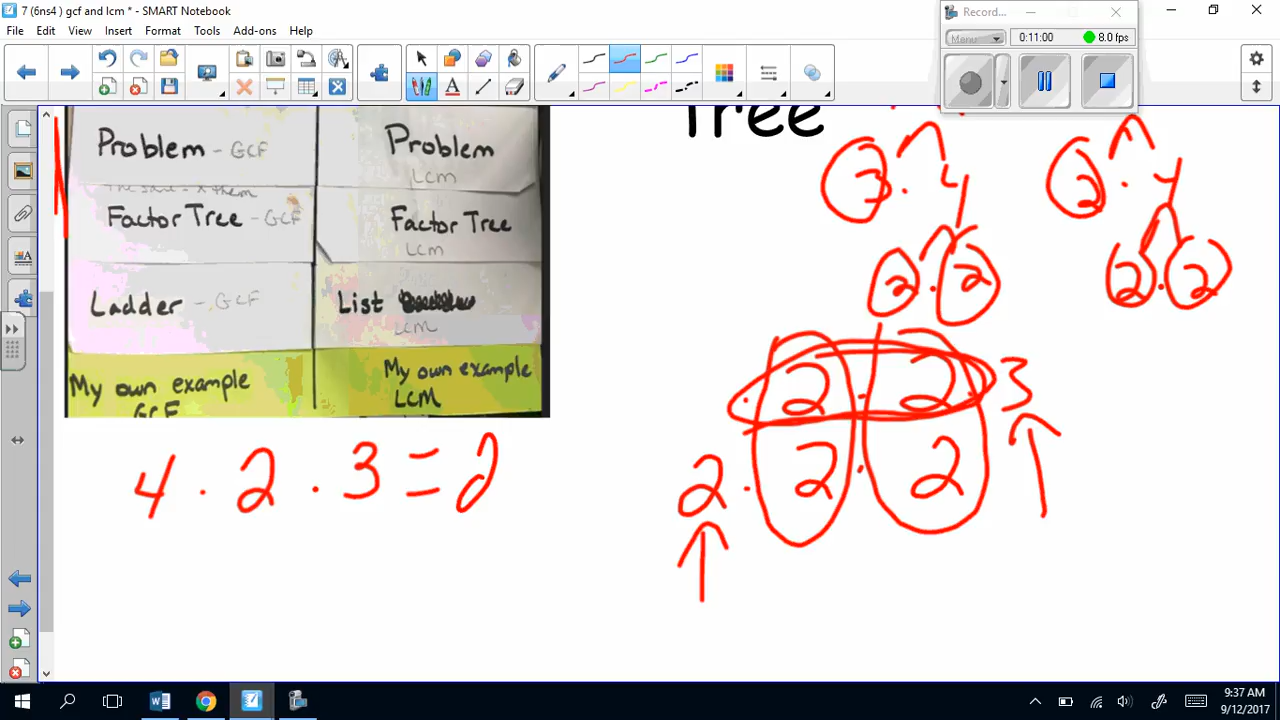 7 (6ns4 ) gcf and lcm * - SMART Notebook
Record...
File Edit View Insert Format Tools Add-ons Help
Menu 0:11:00 8.0 fps
Tree
Problem - GCF
Problem
LCM
the same = x them
Factor Tree - GCF
Factor Tree
LCM
Ladder - GCF
List
LCM
My own example
GCF
My own example
LCM
3 . 4
2 . 4
2 . 2
2 . 2
. 2 . 2 . 3
2 . 2 . 2
4 . 2 . 3 = 2
9:37 AM
9/12/2017